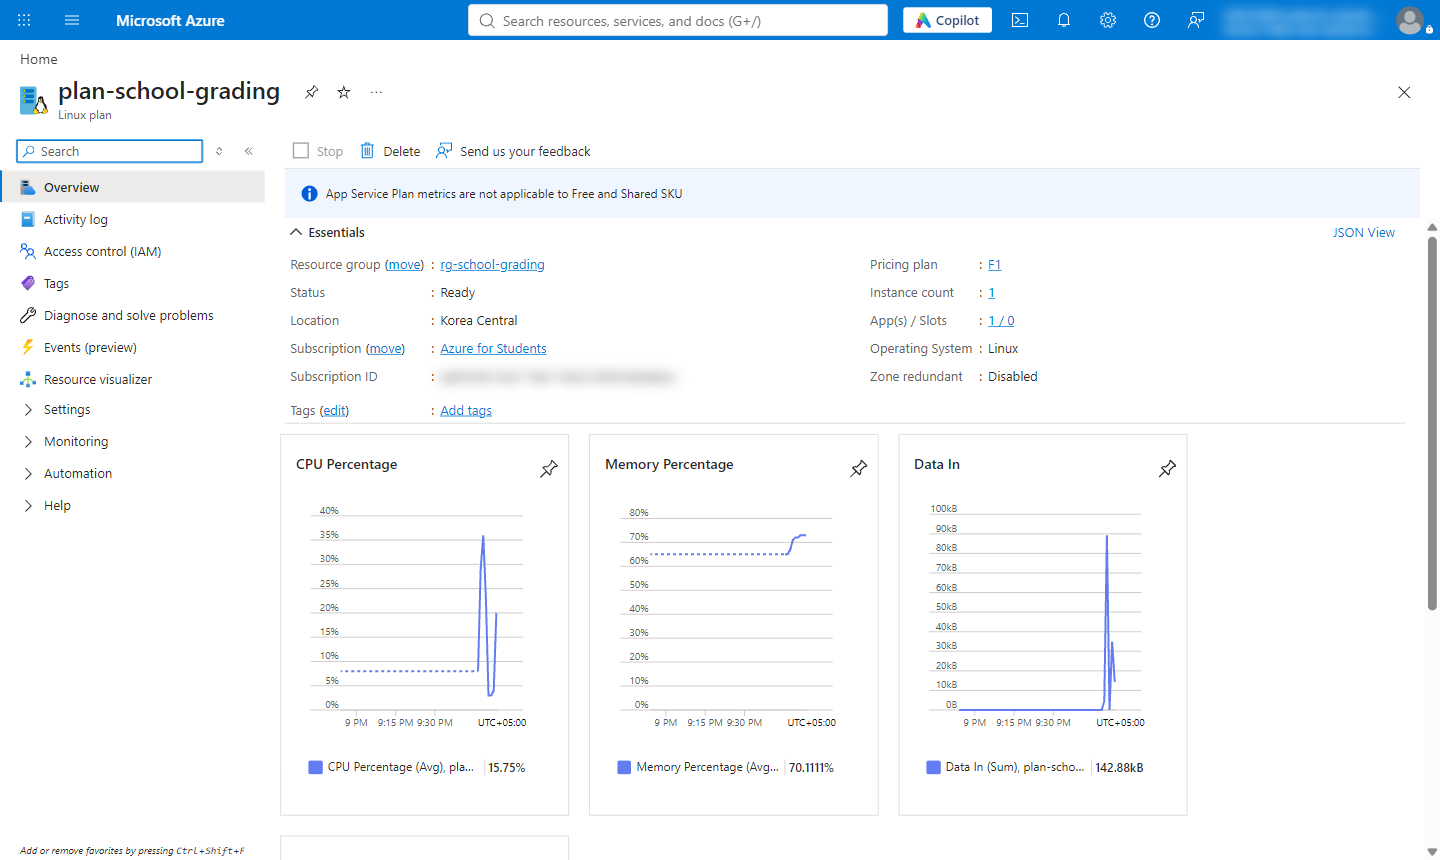 Microsoft Azure
Search resources, services, and docs (G+/)
Copilot
Home
plan-school-grading
Linux plan
Search
Stop
Delete
Send us your feedback
Overview
Activity log
Access control (IAM)
Tags
Diagnose and solve problems
Events (preview)
Resource visualizer
Settings
Monitoring
Automation
Help
App Service Plan metrics are not applicable to Free and Shared SKU
Essentials
JSON View
Resource group (move) : rg-school-grading
Status : Ready
Location : Korea Central
Subscription (move) : Azure for Students
Subscription ID :
Tags (edit) : Add tags
Pricing plan : F1
Instance count : 1
App(s) / Slots : 1 / 0
Operating System : Linux
Zone redundant : Disabled
CPU Percentage
40%
35%
30%
25%
20%
15%
10%
5%
0%
9 PM 9:15 PM 9:30 PM UTC+05:00
CPU Percentage (Avg), pla... 15.75%
Memory Percentage
80%
70%
60%
50%
40%
30%
20%
10%
0%
9 PM 9:15 PM 9:30 PM UTC+05:00
Memory Percentage (Avg... 70.1111%
Data In
100kB
90kB
80kB
70kB
60kB
50kB
40kB
30kB
20kB
10kB
0B
9 PM 9:15 PM 9:30 PM UTC+05:00
Data In (Sum), plan-scho... 142.88kB
Add or remove favorites by pressing Ctrl+Shift+F